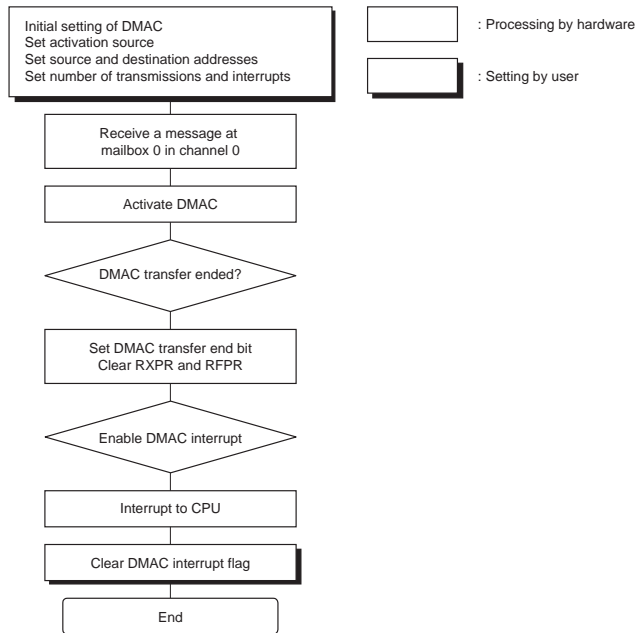 Initial setting of DMAC
Set activation source
Set source and destination addresses
Set number of transmissions and interrupts
: Processing by hardware
: Setting by user
Receive a message at
mailbox 0 in channel 0
Activate DMAC
DMAC transfer ended?
Set DMAC transfer end bit
Clear RXPR and RFPR
Enable DMAC interrupt
Interrupt to CPU
Clear DMAC interrupt flag
End